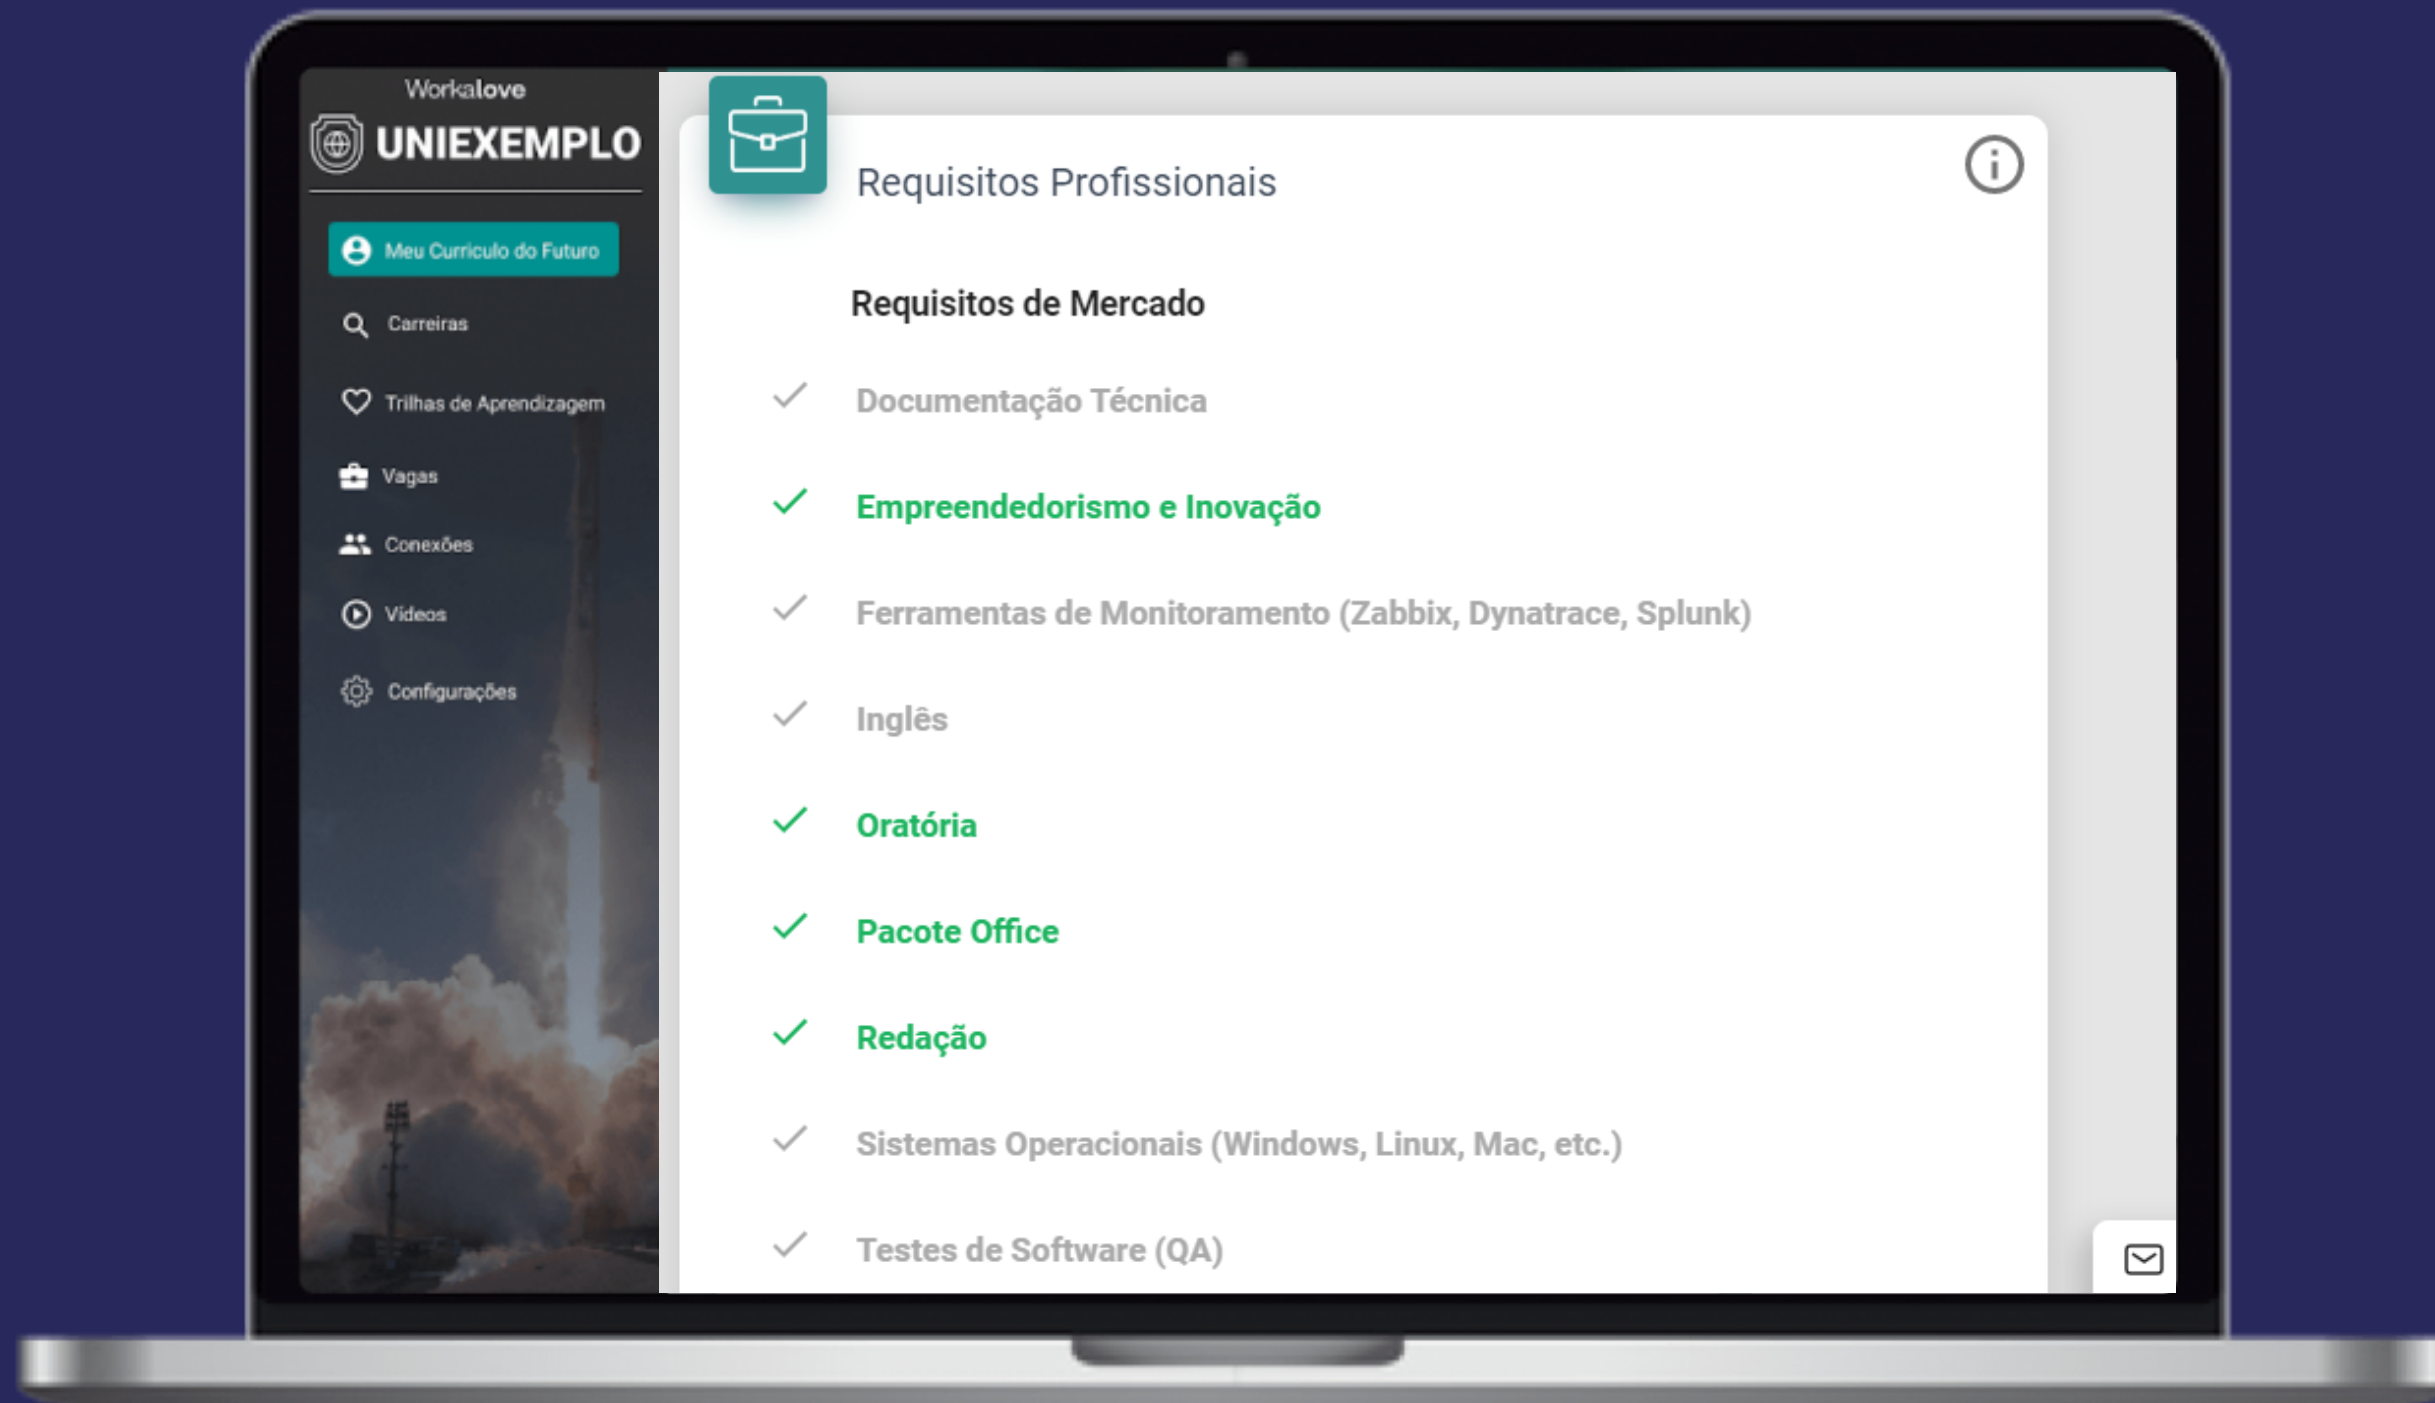 Workalove
UNIEXEMPLO
Meu Curriculo do Futuro
Carreiras
Trilhas de Aprendizagem
Vagas
Conexões
Vídeos
Configurações
Requisitos Profissionais
Requisitos de Mercado
Documentação Técnica
Empreendedorismo e Inovação
Ferramentas de Monitoramento (Zabbix, Dynatrace, Splunk)
Inglês
Oratória
Pacote Office
Redação
Sistemas Operacionais (Windows, Linux, Mac, etc.)
Testes de Software (QA)